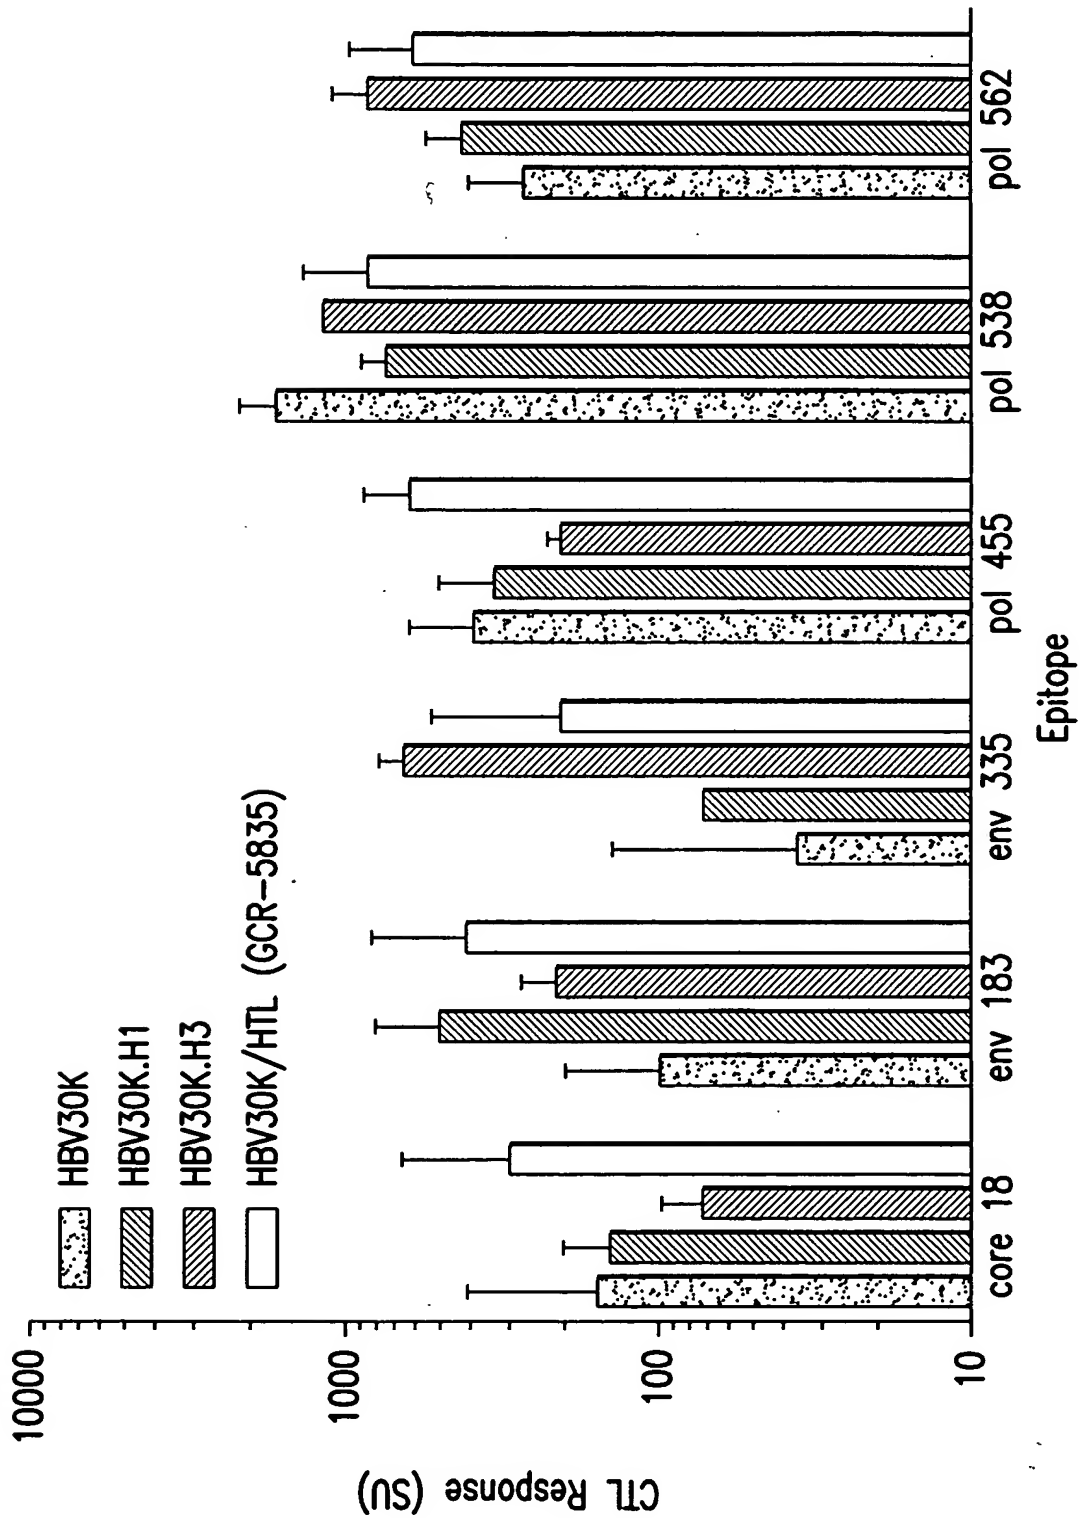 HBV30K
HBV30K.H1
HBV30K.H3
HBV30K/HTL (GCR-5835)
10000
1000
100
10
CTL Response (SU)
core 18
env 183
env 335
pol 455
pol 538
pol 562
Epitope